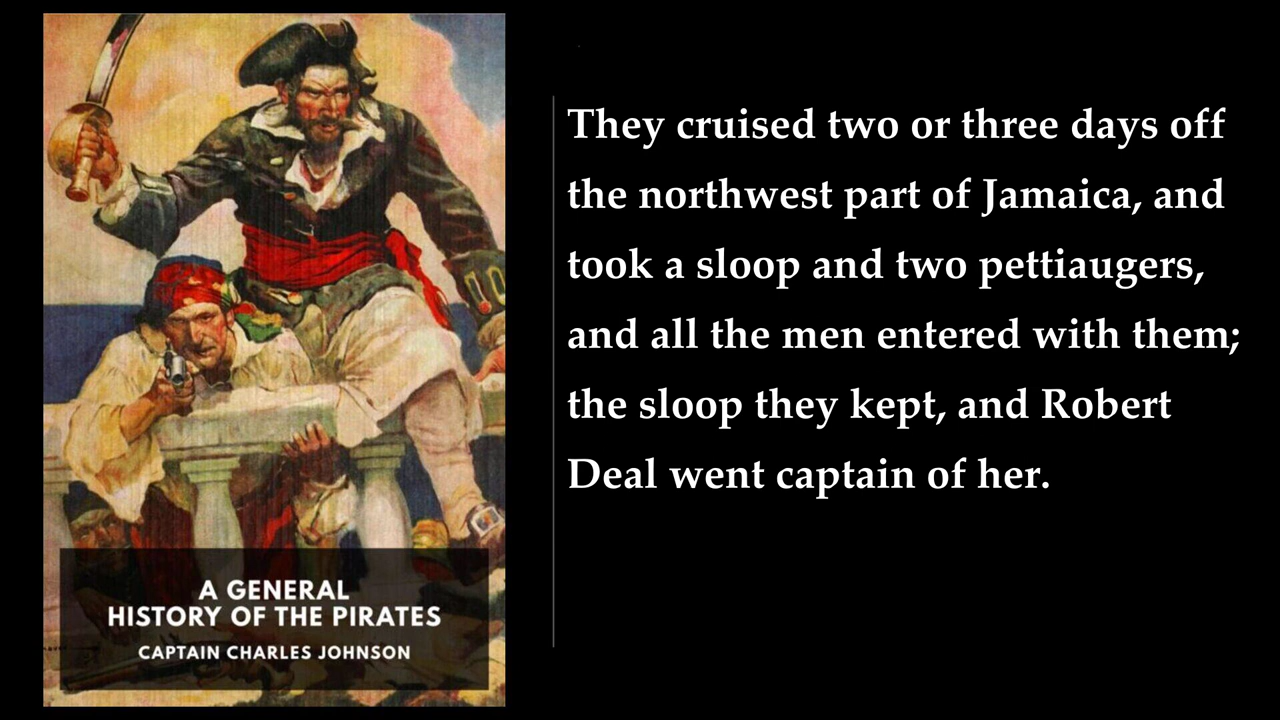 They cruised two or three days off
the northwest part of Jamaica, and
took a sloop and two pettiaugers,
and all the men entered with them;
the sloop they kept, and Robert
Deal went captain of her.
A GENERAL
HISTORY OF THE PIRATES
CAPTAIN CHARLES JOHNSON